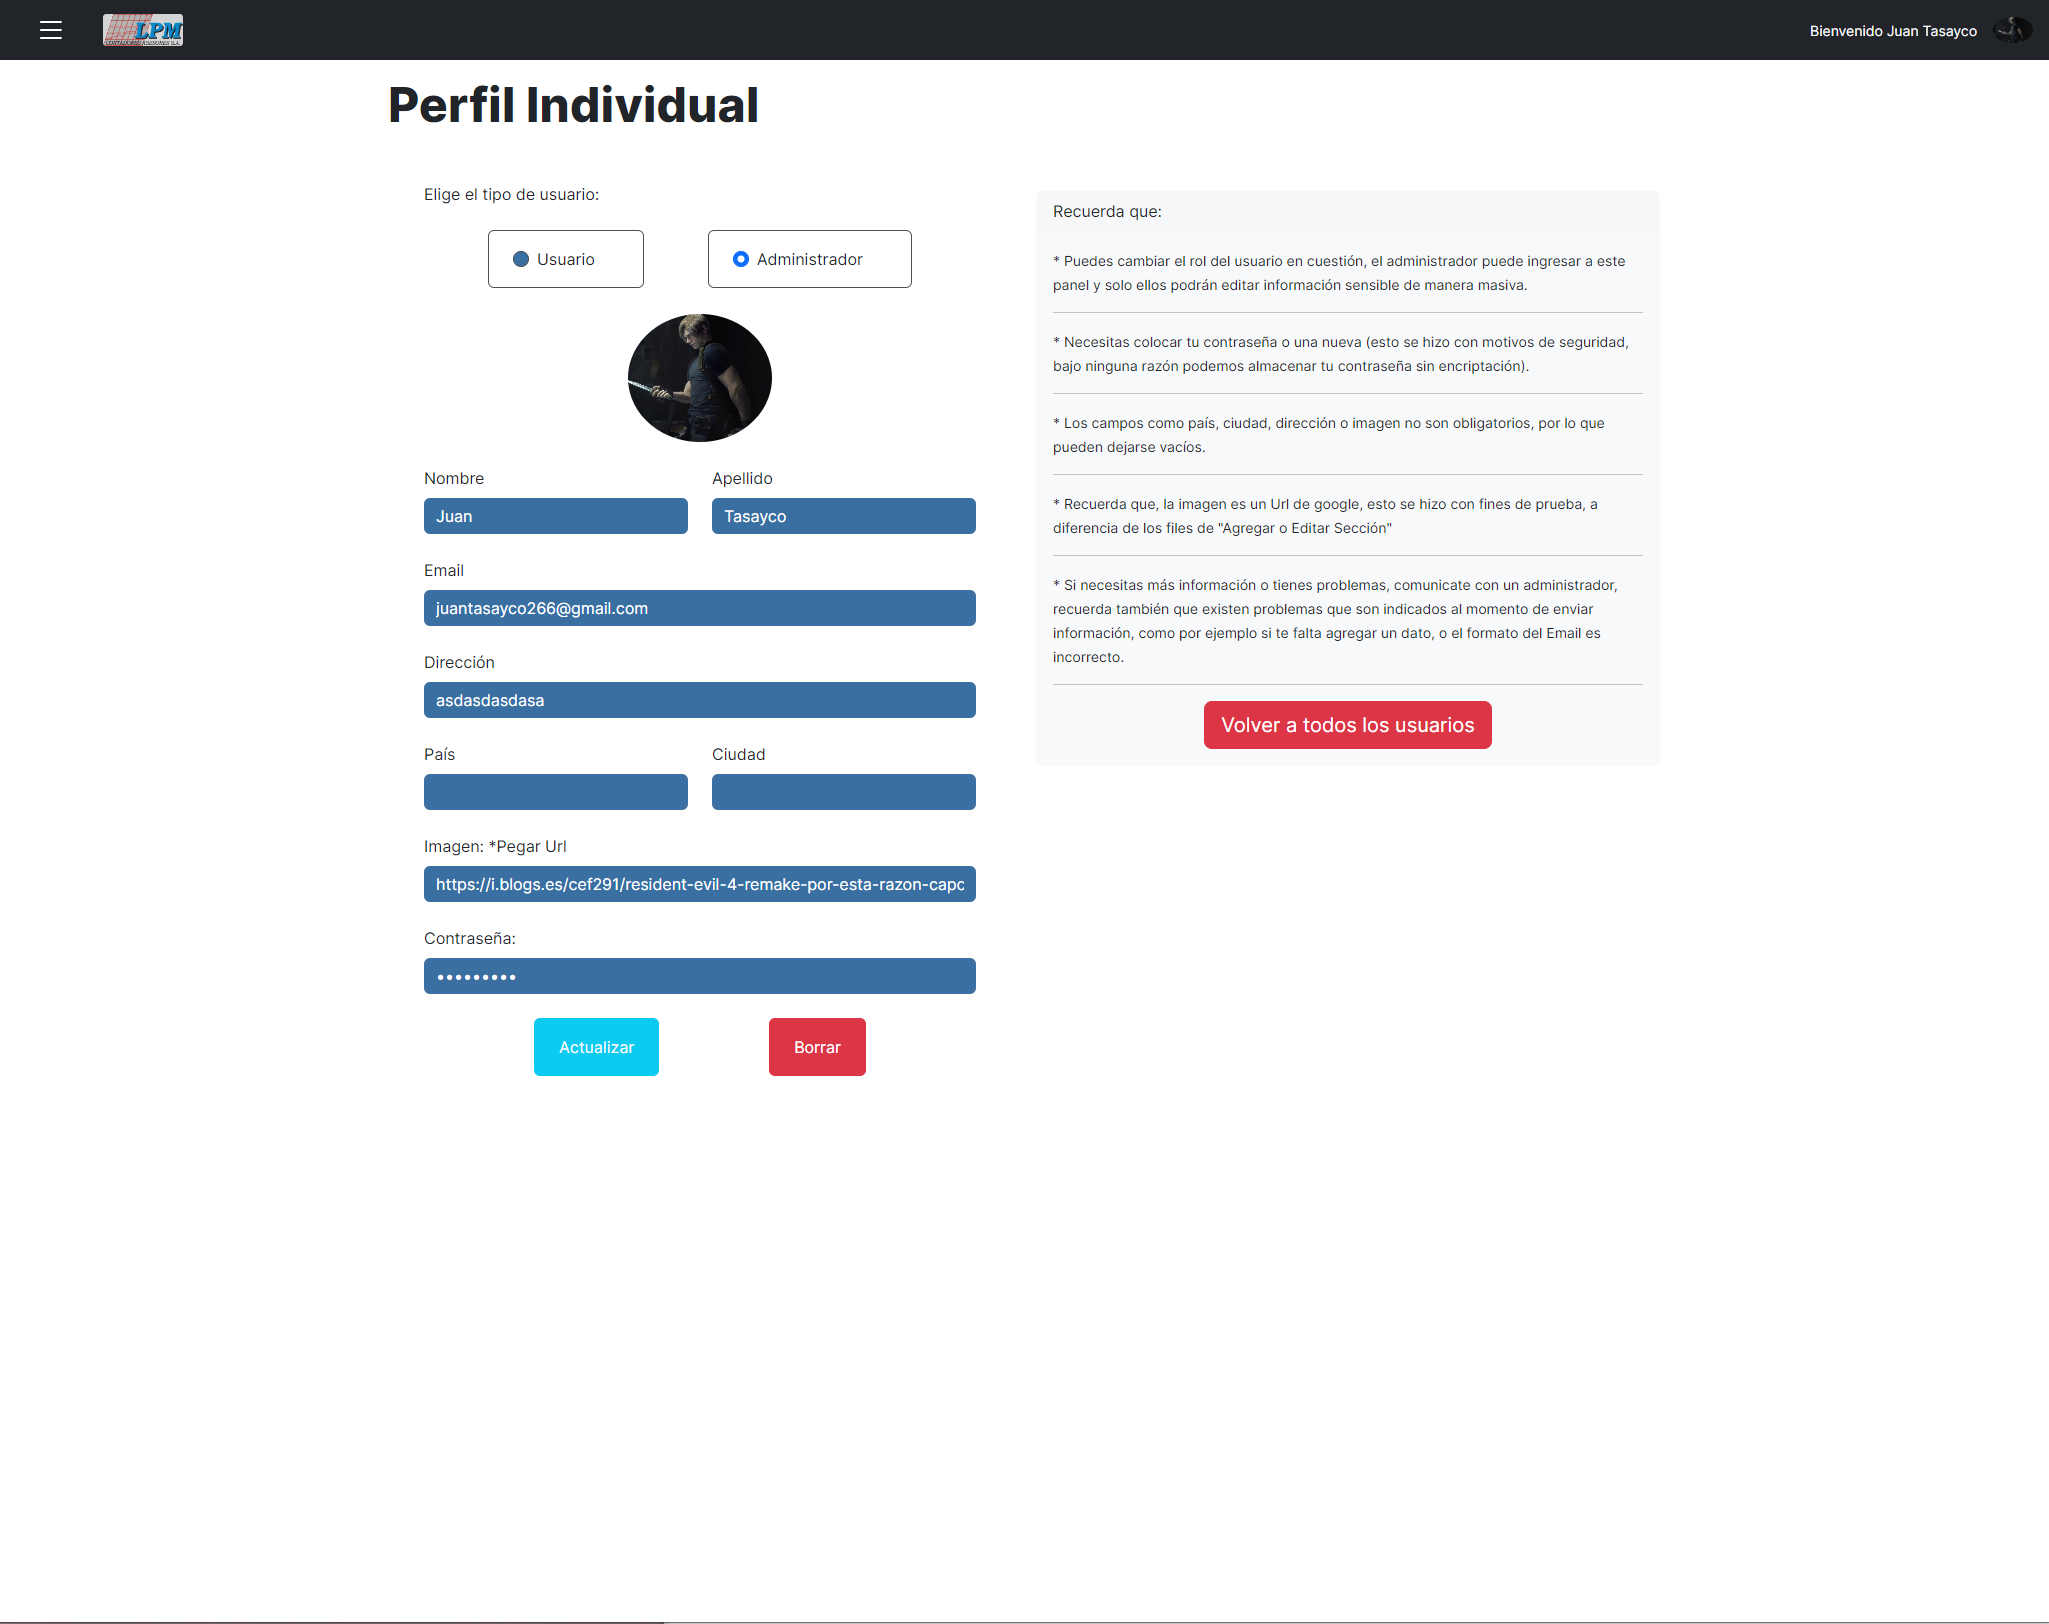 LPM
Bienvenido Juan Tasayco
Perfil Individual
Elige el tipo de usuario:
Usuario
Administrador
Nombre
Apellido
Juan
Tasayco
Email
juantasayco266@gmail.com
Dirección
asdasdasdasa
País
Ciudad
Imagen: *Pegar Url
https://i.blogs.es/cef291/resident-evil-4-remake-por-esta-razon-capc
Contraseña:
•••••••••
Actualizar
Borrar
Recuerda que:
* Puedes cambiar el rol del usuario en cuestión, el administrador puede ingresar a este
panel y solo ellos podrán editar información sensible de manera masiva.
* Necesitas colocar tu contraseña o una nueva (esto se hizo con motivos de seguridad,
bajo ninguna razón podemos almacenar tu contraseña sin encriptación).
* Los campos como país, ciudad, dirección o imagen no son obligatorios, por lo que
pueden dejarse vacíos.
* Recuerda que, la imagen es un Url de google, esto se hizo con fines de prueba, a
diferencia de los files de "Agregar o Editar Sección"
* Si necesitas más información o tienes problemas, comunicate con un administrador,
recuerda también que existen problemas que son indicados al momento de enviar
información, como por ejemplo si te falta agregar un dato, o el formato del Email es
incorrecto.
Volver a todos los usuarios